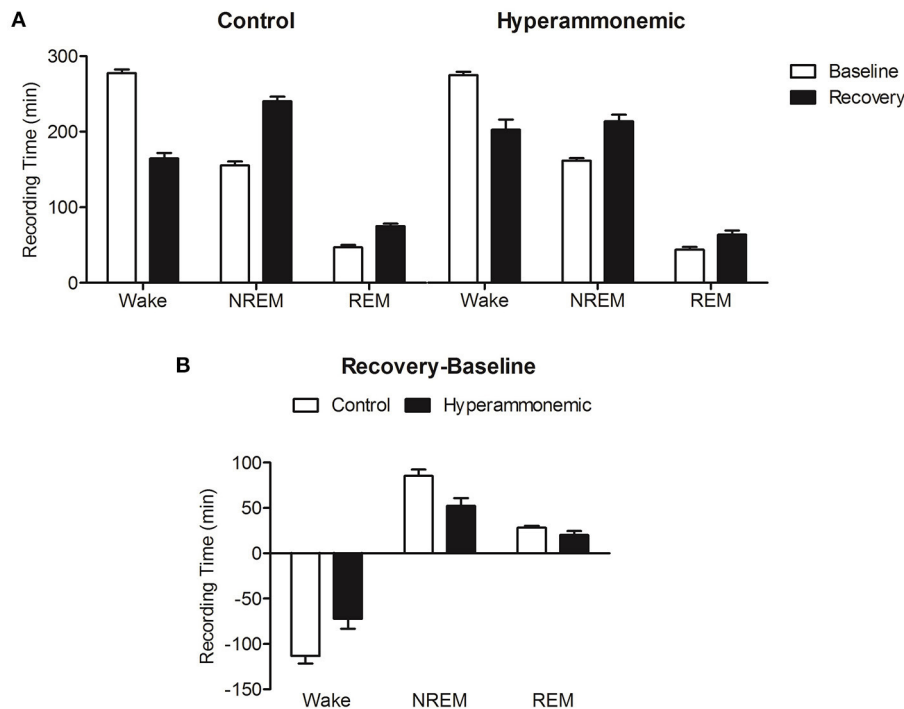 A
Control Hyperammonemic
Baseline
Recovery
Recording Time (min)
300
200
100
0
Wake NREM REM Wake NREM REM
B
Recovery-Baseline
Control Hyperammonemic
Recording Time (min)
100
50
0
-50
-100
-150
Wake NREM REM